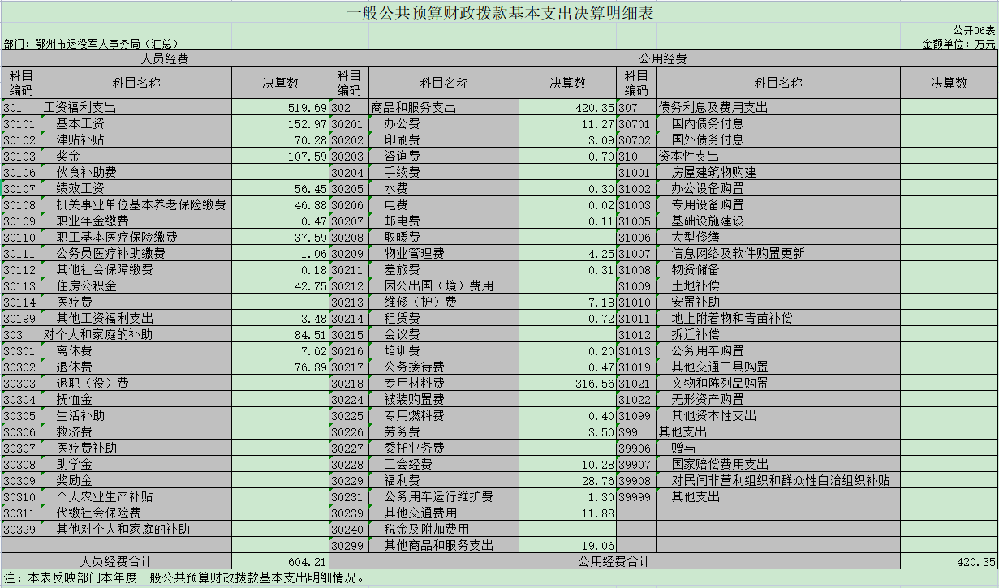 一般公共预算财政拨款基本支出决算明细表
公开06表
部门：鄂州市退役军人事务局（汇总） 金额单位：万元
人员经费 公用经费
科目编码 科目名称 决算数 科目编码 科目名称 决算数 科目编码 科目名称 决算数
301 工资福利支出 519.69 302 商品和服务支出 420.35 307 债务利息及费用支出
30101 基本工资 152.97 30201 办公费 11.27 30701 国内债务付息
30102 津贴补贴 70.28 30202 印刷费 3.09 30702 国外债务付息
30103 奖金 107.59 30203 咨询费 0.70 310 资本性支出
30106 伙食补助费 30204 手续费 31001 房屋建筑物购建
30107 绩效工资 56.45 30205 水费 0.30 31002 办公设备购置
30108 机关事业单位基本养老保险缴费 46.88 30206 电费 0.02 31003 专用设备购置
30109 职业年金缴费 0.47 30207 邮电费 0.11 31005 基础设施建设
30110 职工基本医疗保险缴费 37.59 30208 取暖费 31006 大型修缮
30111 公务员医疗补助缴费 1.06 30209 物业管理费 4.25 31007 信息网络及软件购置更新
30112 其他社会保障缴费 0.18 30211 差旅费 0.31 31008 物资储备
30113 住房公积金 42.75 30212 因公出国（境）费用 31009 土地补偿
30114 医疗费 30213 维修（护）费 7.18 31010 安置补助
30199 其他工资福利支出 3.48 30214 租赁费 0.72 31011 地上附着物和青苗补偿
303 对个人和家庭的补助 84.51 30215 会议费 31012 拆迁补偿
30301 离休费 7.62 30216 培训费 0.20 31013 公务用车购置
30302 退休费 76.89 30217 公务接待费 0.47 31019 其他交通工具购置
30303 退职（役）费 30218 专用材料费 316.56 31021 文物和陈列品购置
30304 抚恤金 30224 被装购置费 31022 无形资产购置
30305 生活补助 30225 专用燃料费 0.40 31099 其他资本性支出
30306 救济费 30226 劳务费 3.50 399 其他支出
30307 医疗费补助 30227 委托业务费 39906 赠与
30308 助学金 30228 工会经费 10.28 39907 国家赔偿费用支出
30309 奖励金 30229 福利费 28.76 39908 对民间非营利组织和群众性自治组织补贴
30310 个人农业生产补贴 30231 公务用车运行维护费 1.30 39999 其他支出
30311 代缴社会保险费 30239 其他交通费用 11.88
30399 其他对个人和家庭的补助 30240 税金及附加费用
30299 其他商品和服务支出 19.06
人员经费合计 604.21 公用经费合计 420.35
注：本表反映部门本年度一般公共预算财政拨款基本支出明细情况。